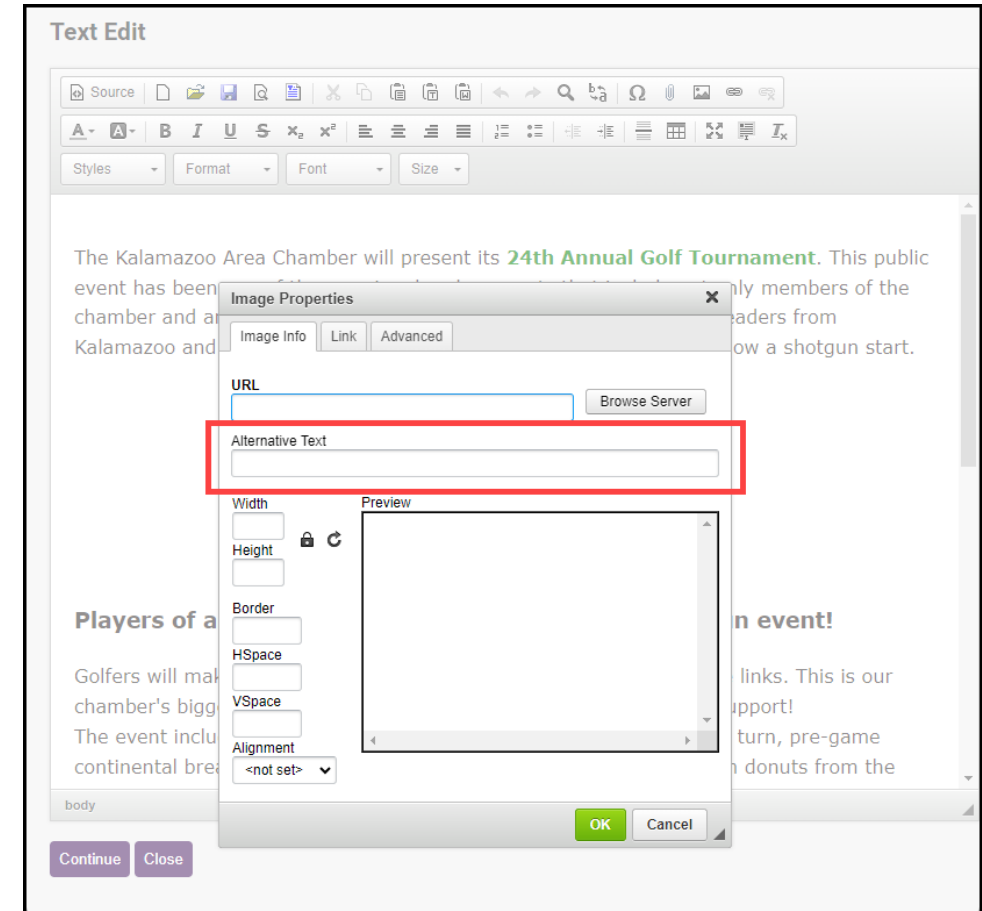 Text Edit
Source
A A B I U S x₂ x² I̲ₓ
Styles Format Font Size
The Kalamazoo Area Chamber will present its 24th Annual Golf Tournament. This public
event has been
nly members of the
chamber and
eaders from
Kalamazoo and
ow a shotgun start.
Image Properties
Image Info Link Advanced
URL
Browse Server
Alternative Text
Width
Preview
Height
Border
HSpace
VSpace
Alignment
<not set>
OK Cancel
Players of a
n event!
Golfers will mak
links. This is our
chamber's bigg
upport!
The event inclu
turn, pre-game
continental brea
donuts from the
body
Continue Close